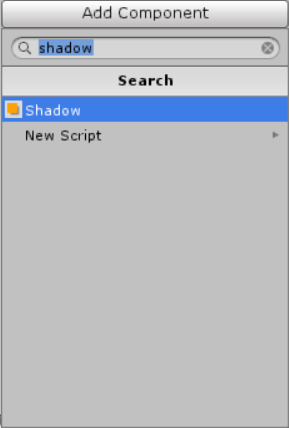 Add Component
shadow
Search
Shadow
New Script